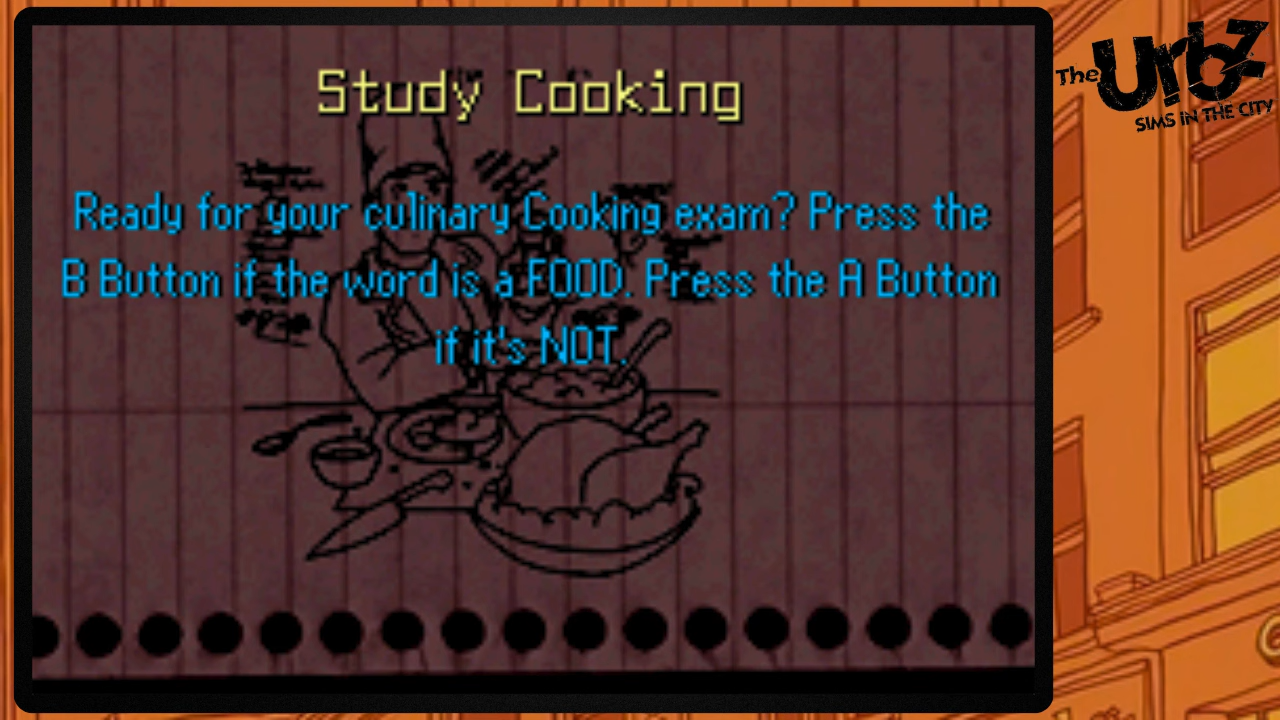 Study Cooking
Ready for your culinary Cooking exam? Press the
B Button if the word is a FOOD. Press the A Button
if it's NOT.
The Urbz
SIMS IN THE CITY